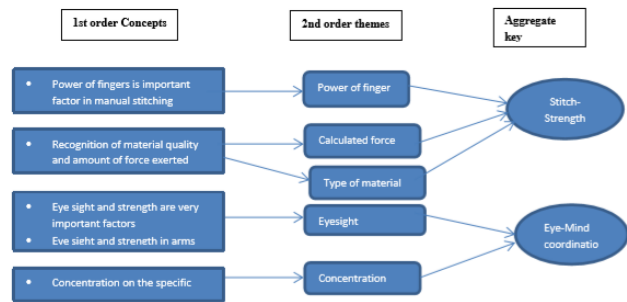 1st order Concepts
2nd order themes
Aggregate
key
• Power of fingers is important
factor in manual stitching
Power of finger
Stitch-
Strength
• Recognition of material quality
and amount of force exerted
Calculated force
Type of material
• Eye sight and strength are very
important factors
• Eve sight and streneth in arms
Eyesight
Eye-Mind
coordinatio
• Concentration on the specific
Concentration